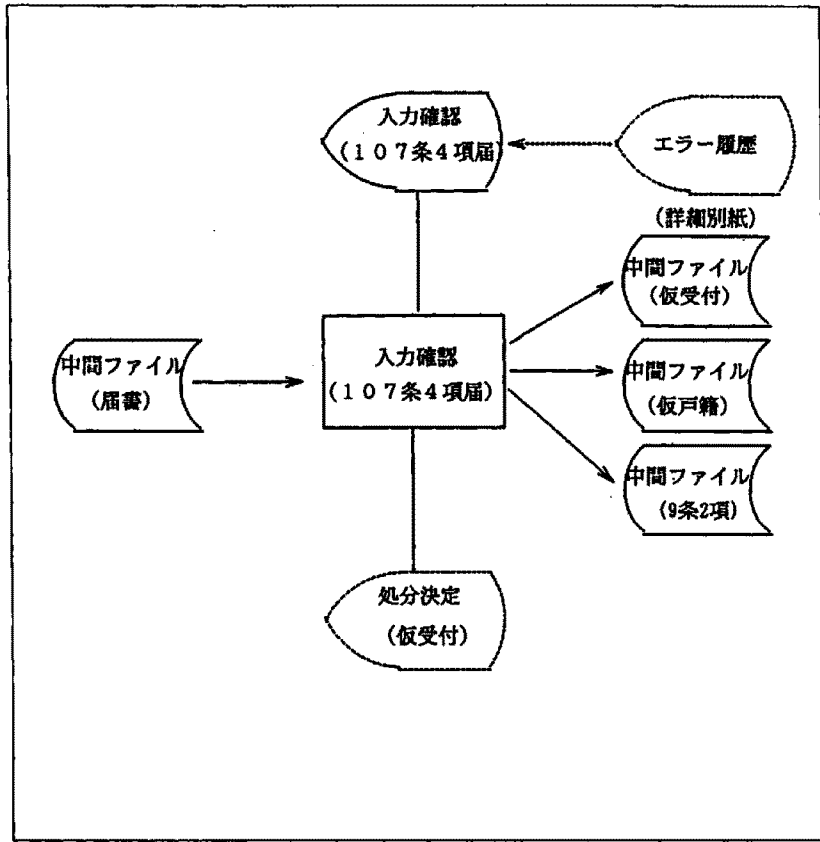 入力確認
(107条4項届)
エラー履歴
(詳細別紙)
中間ファイル
(仮受付)
中間ファイル
(届書)
入力確認
(107条4項届)
中間ファイル
(仮戸籍)
中間ファイル
(9条2項)
処分決定
(仮受付)